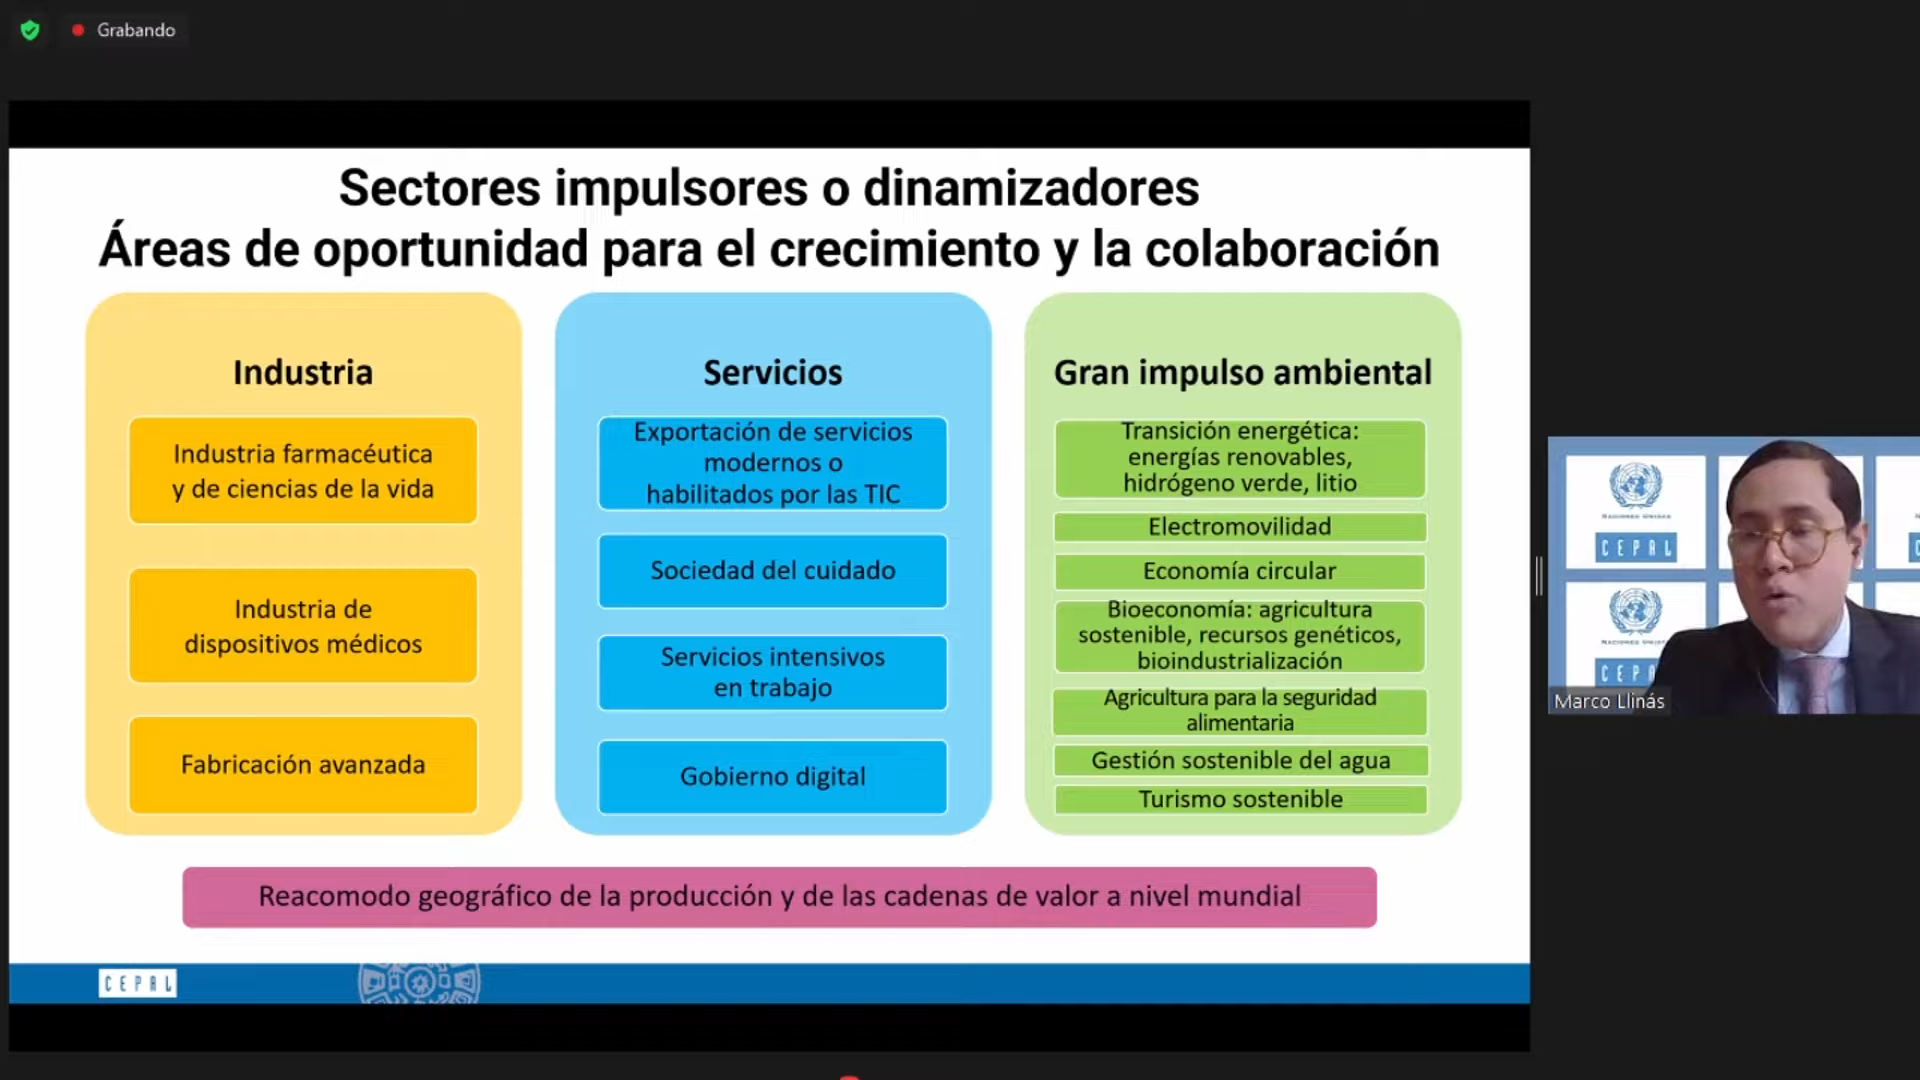 Grabando
Sectores impulsores o dinamizadores
Áreas de oportunidad para el crecimiento y la colaboración
Industria
Industria farmacéutica
y de ciencias de la vida
Industria de
dispositivos médicos
Fabricación avanzada
Servicios
Exportación de servicios
modernos o
habilitados por las TIC
Sociedad del cuidado
Servicios intensivos
en trabajo
Gobierno digital
Gran impulso ambiental
Transición energética:
energías renovables,
hidrógeno verde, litio
Electromovilidad
Economía circular
Bioeconomía: agricultura
sostenible, recursos genéticos,
bioindustrialización
Agricultura para la seguridad
alimentaria
Gestión sostenible del agua
Turismo sostenible
Reacomodo geográfico de la producción y de las cadenas de valor a nivel mundial
CEPAL
NACIONES UNIDAS
CEPAL
NACIONES UNIDAS
Marco Llinás